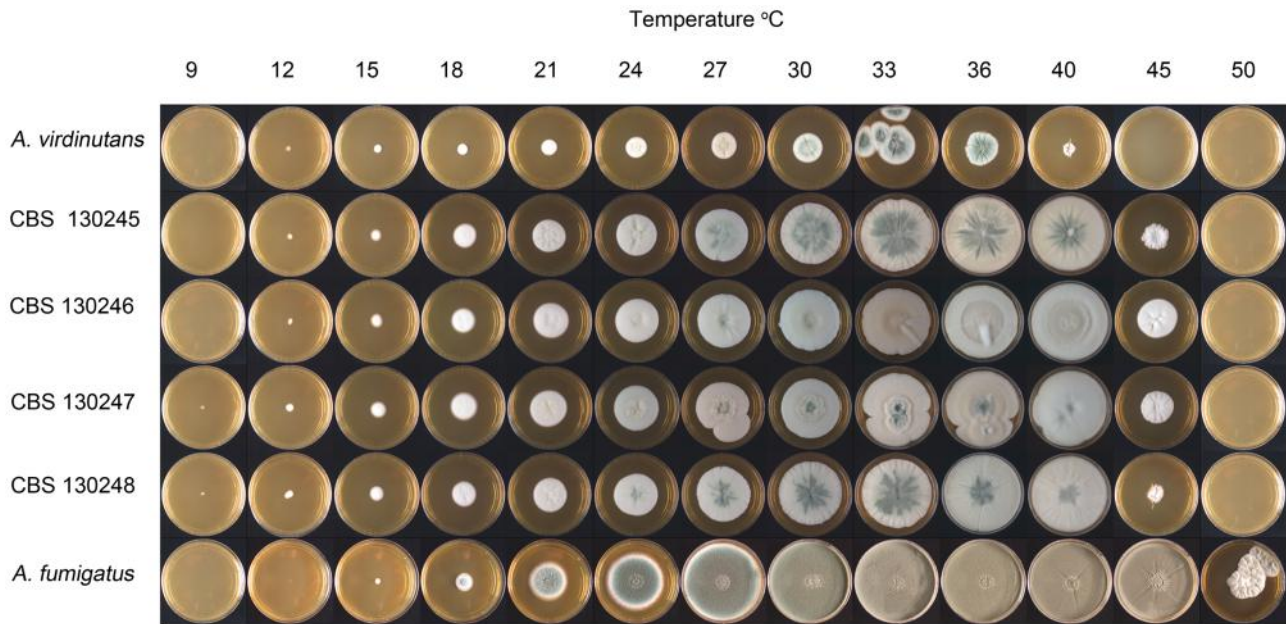 Temperature °C
9 12 15 18 21 24 27 30 33 36 40 45 50
A. virdinutans
CBS 130245
CBS 130246
CBS 130247
CBS 130248
A. fumigatus